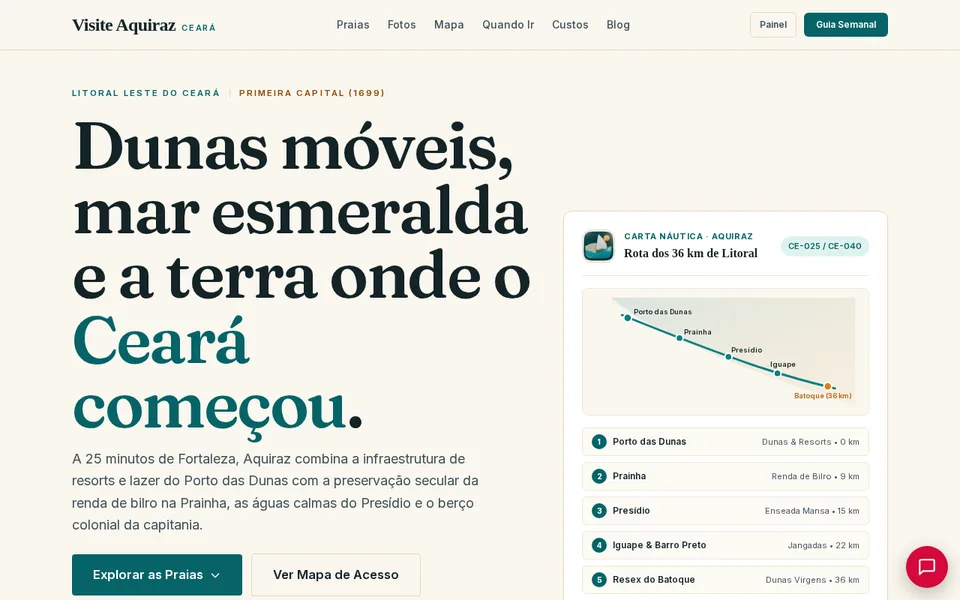 Visite Aquiraz CEARÁ
Praias Fotos Mapa Quando Ir Custos Blog
Painel Guia Semanal
LITORAL LESTE DO CEARÁ | PRIMEIRA CAPITAL (1699)
Dunas móveis,
mar esmeralda
e a terra onde o
Ceará
começou.
A 25 minutos de Fortaleza, Aquiraz combina a infraestrutura de
resorts e lazer do Porto das Dunas com a preservação secular da
renda de bilro na Prainha, as águas calmas do Presídio e o berço
colonial da capitania.
Explorar as Praias
Ver Mapa de Acesso
CARTA NÁUTICA · AQUIRAZ
Rota dos 36 km de Litoral
CE-025 / CE-040
Porto das Dunas
Prainha
Presídio
Iguape
Batoque (36 km)
1 Porto das Dunas Dunas & Resorts • 0 km
2 Prainha Renda de Bilro • 9 km
3 Presídio Enseada Mansa • 15 km
4 Iguape & Barro Preto Jangadas • 22 km
5 Resex do Batoque Dunas Virgens • 36 km